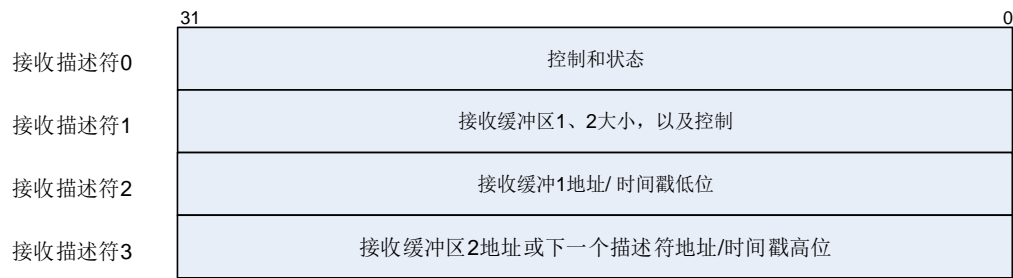 31 0
接收描述符0 控制和状态
接收描述符1 接收缓冲区1、2大小，以及控制
接收描述符2 接收缓冲1地址/ 时间戳低位
接收描述符3 接收缓冲区2地址或下一个描述符地址/时间戳高位